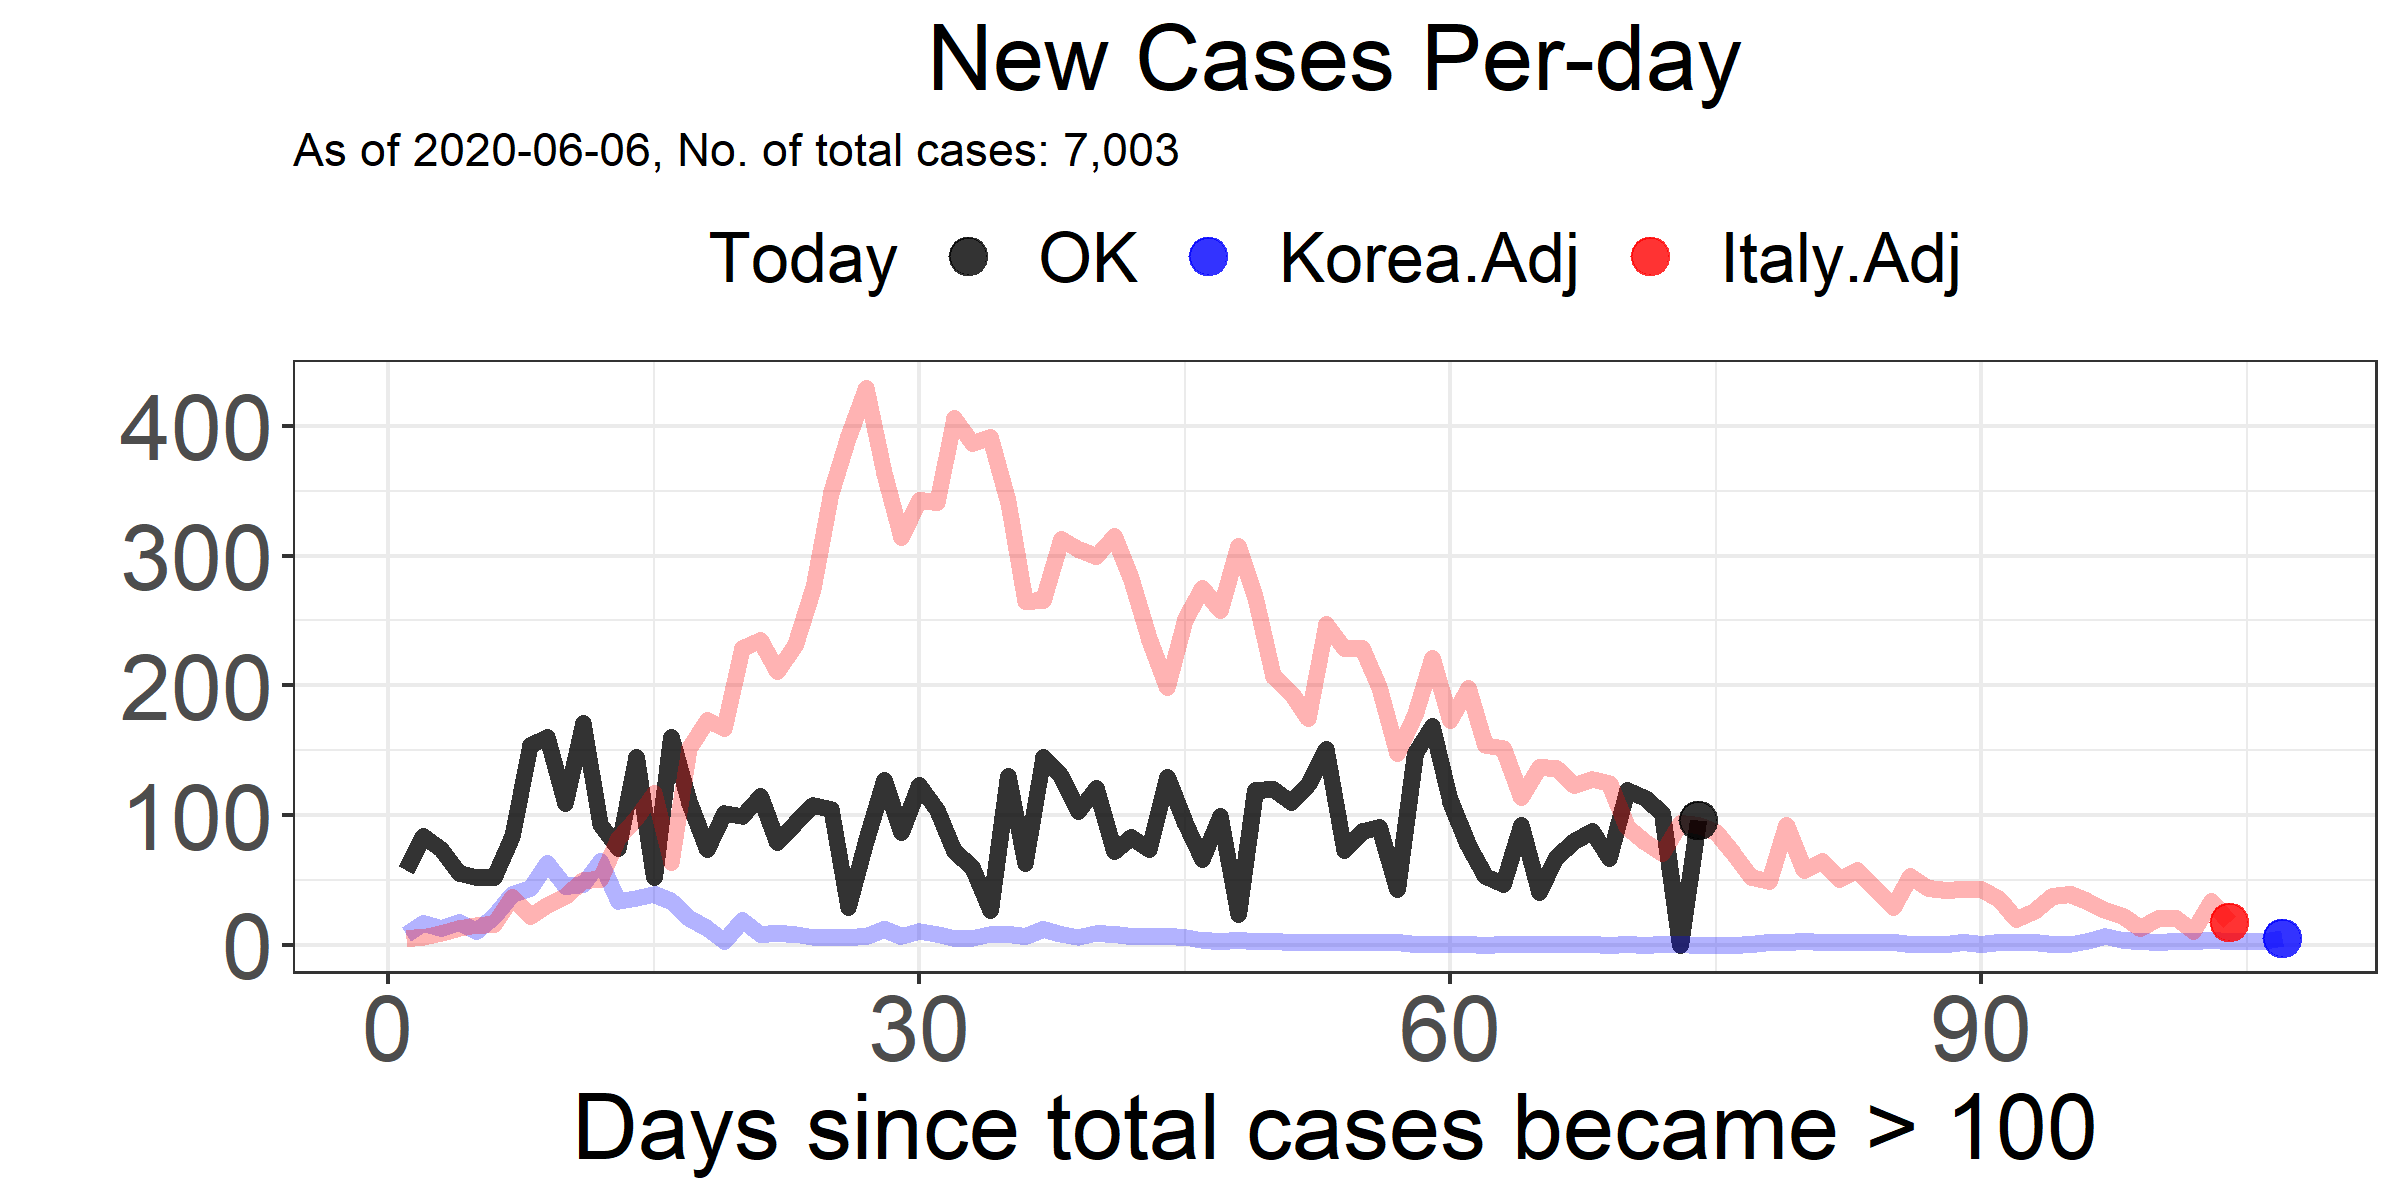 New Cases Per-day
As of 2020-06-06, No. of total cases: 7,003
Today OK Korea.Adj Italy.Adj
400
300
200
100
0
0 30 60 90
Days since total cases became > 100